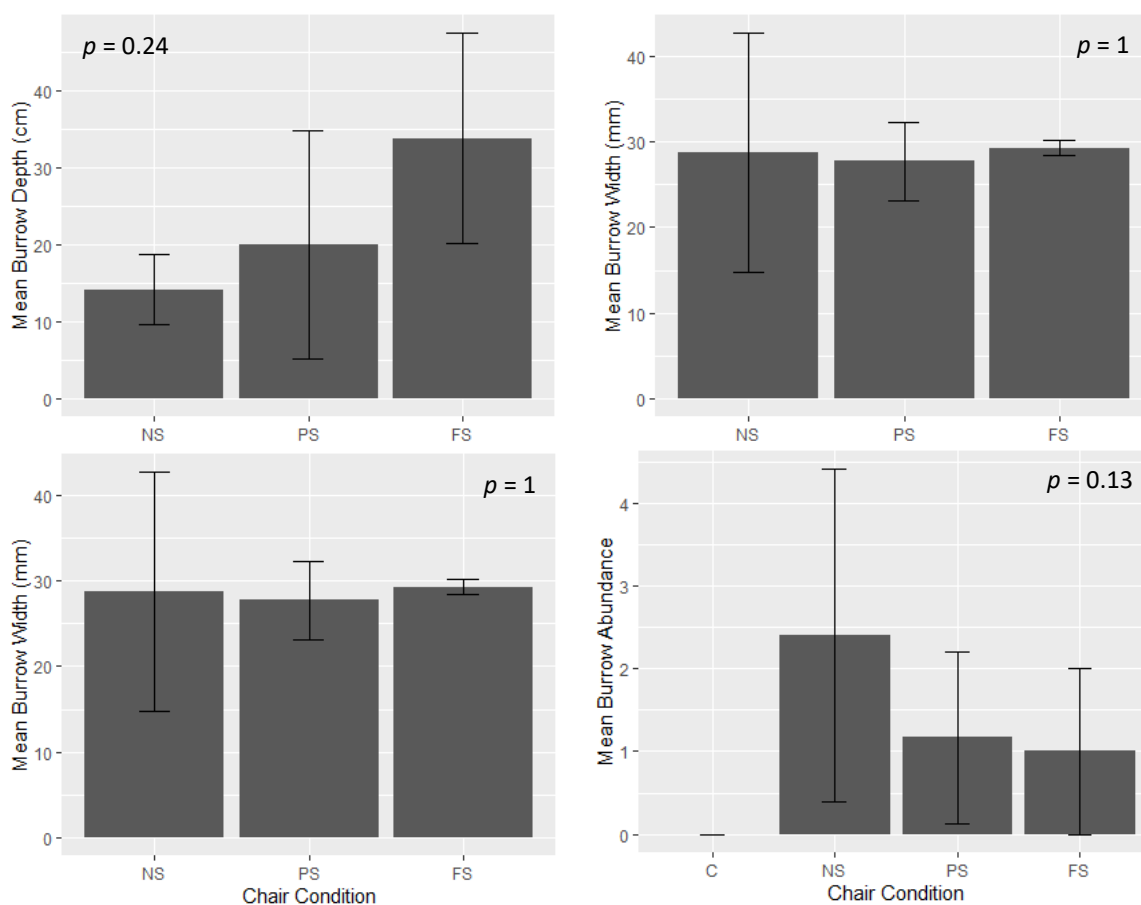 p = 0.24
Mean Burrow Depth (cm)
40
30
20
10
0
NS PS FS
p = 1
Mean Burrow Width (mm)
40
30
20
10
0
NS PS FS
p = 1
Mean Burrow Width (mm)
40
30
20
10
0
NS PS FS
Chair Condition
p = 0.13
Mean Burrow Abundance
4
3
2
1
0
C NS PS FS
Chair Condition